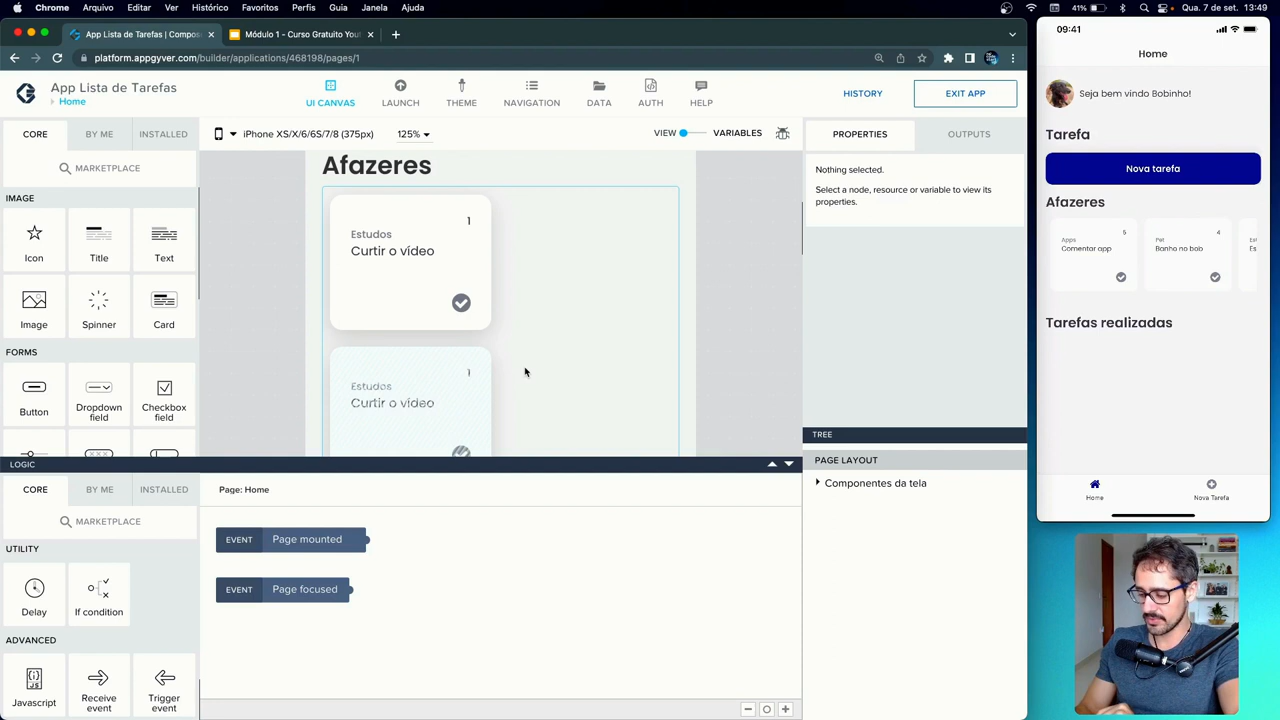 Chrome Arquivo Editar Ver Histórico Favoritos Perfis Guia Janela Ajuda
41%
Qua. 7 de set. 13:49
App Lista de Tarefas | Compos
Módulo 1 - Curso Gratuito Yout
platform.appgyver.com/builder/applications/468198/pages/1
App Lista de Tarefas
Home
UI CANVAS
LAUNCH
THEME
NAVIGATION
DATA
AUTH
HELP
HISTORY
EXIT APP
CORE
BY ME
INSTALLED
iPhone XS/X/6/6S/7/8 (375px)
125%
VIEW
VARIABLES
PROPERTIES
OUTPUTS
MARKETPLACE
Nothing selected.
Select a node, resource or variable to view its
properties.
IMAGE
Icon
Title
Text
Image
Spinner
Card
FORMS
Button
Dropdown
field
Checkbox
field
Afazeres
1
Estudos
Curtir o vídeo
1
Estudos
Curtir o vídeo
TREE
PAGE LAYOUT
Componentes da tela
LOGIC
CORE
BY ME
INSTALLED
Page: Home
MARKETPLACE
UTILITY
Delay
If condition
ADVANCED
JS
Javascript
Receive
event
Trigger
event
EVENT
Page mounted
EVENT
Page focused
09:41
Home
Seja bem vindo Bobinho!
Tarefa
Nova tarefa
Afazeres
5
Apps
Comentar app
4
Pet
Banho no bob
Es
Es
Tarefas realizadas
Home
Nova Tarefa